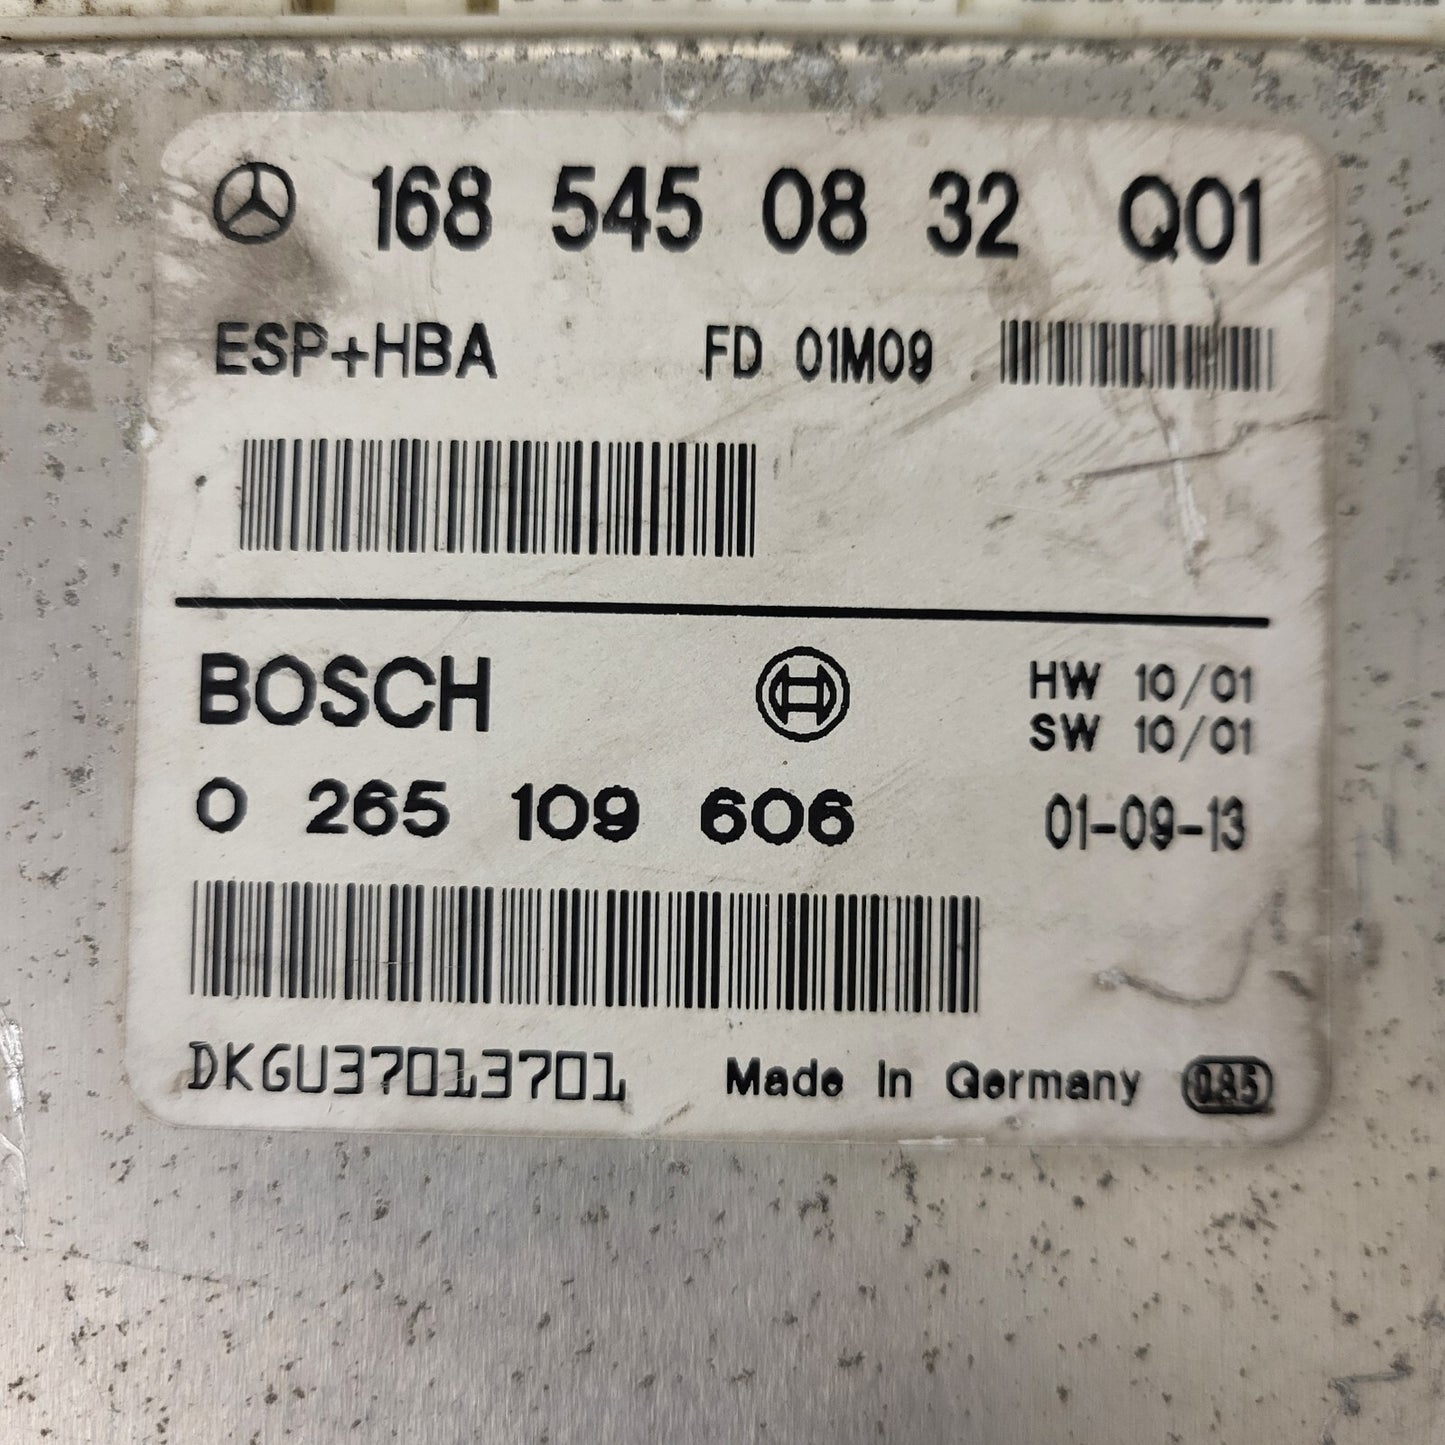 168 545 08 32 Q01
ESP+HBA FD 01M09
BOSCH HW 10/01
SW 10/01
0 265 109 606 01-09-13
DKGU37013701 Made in Germany 085